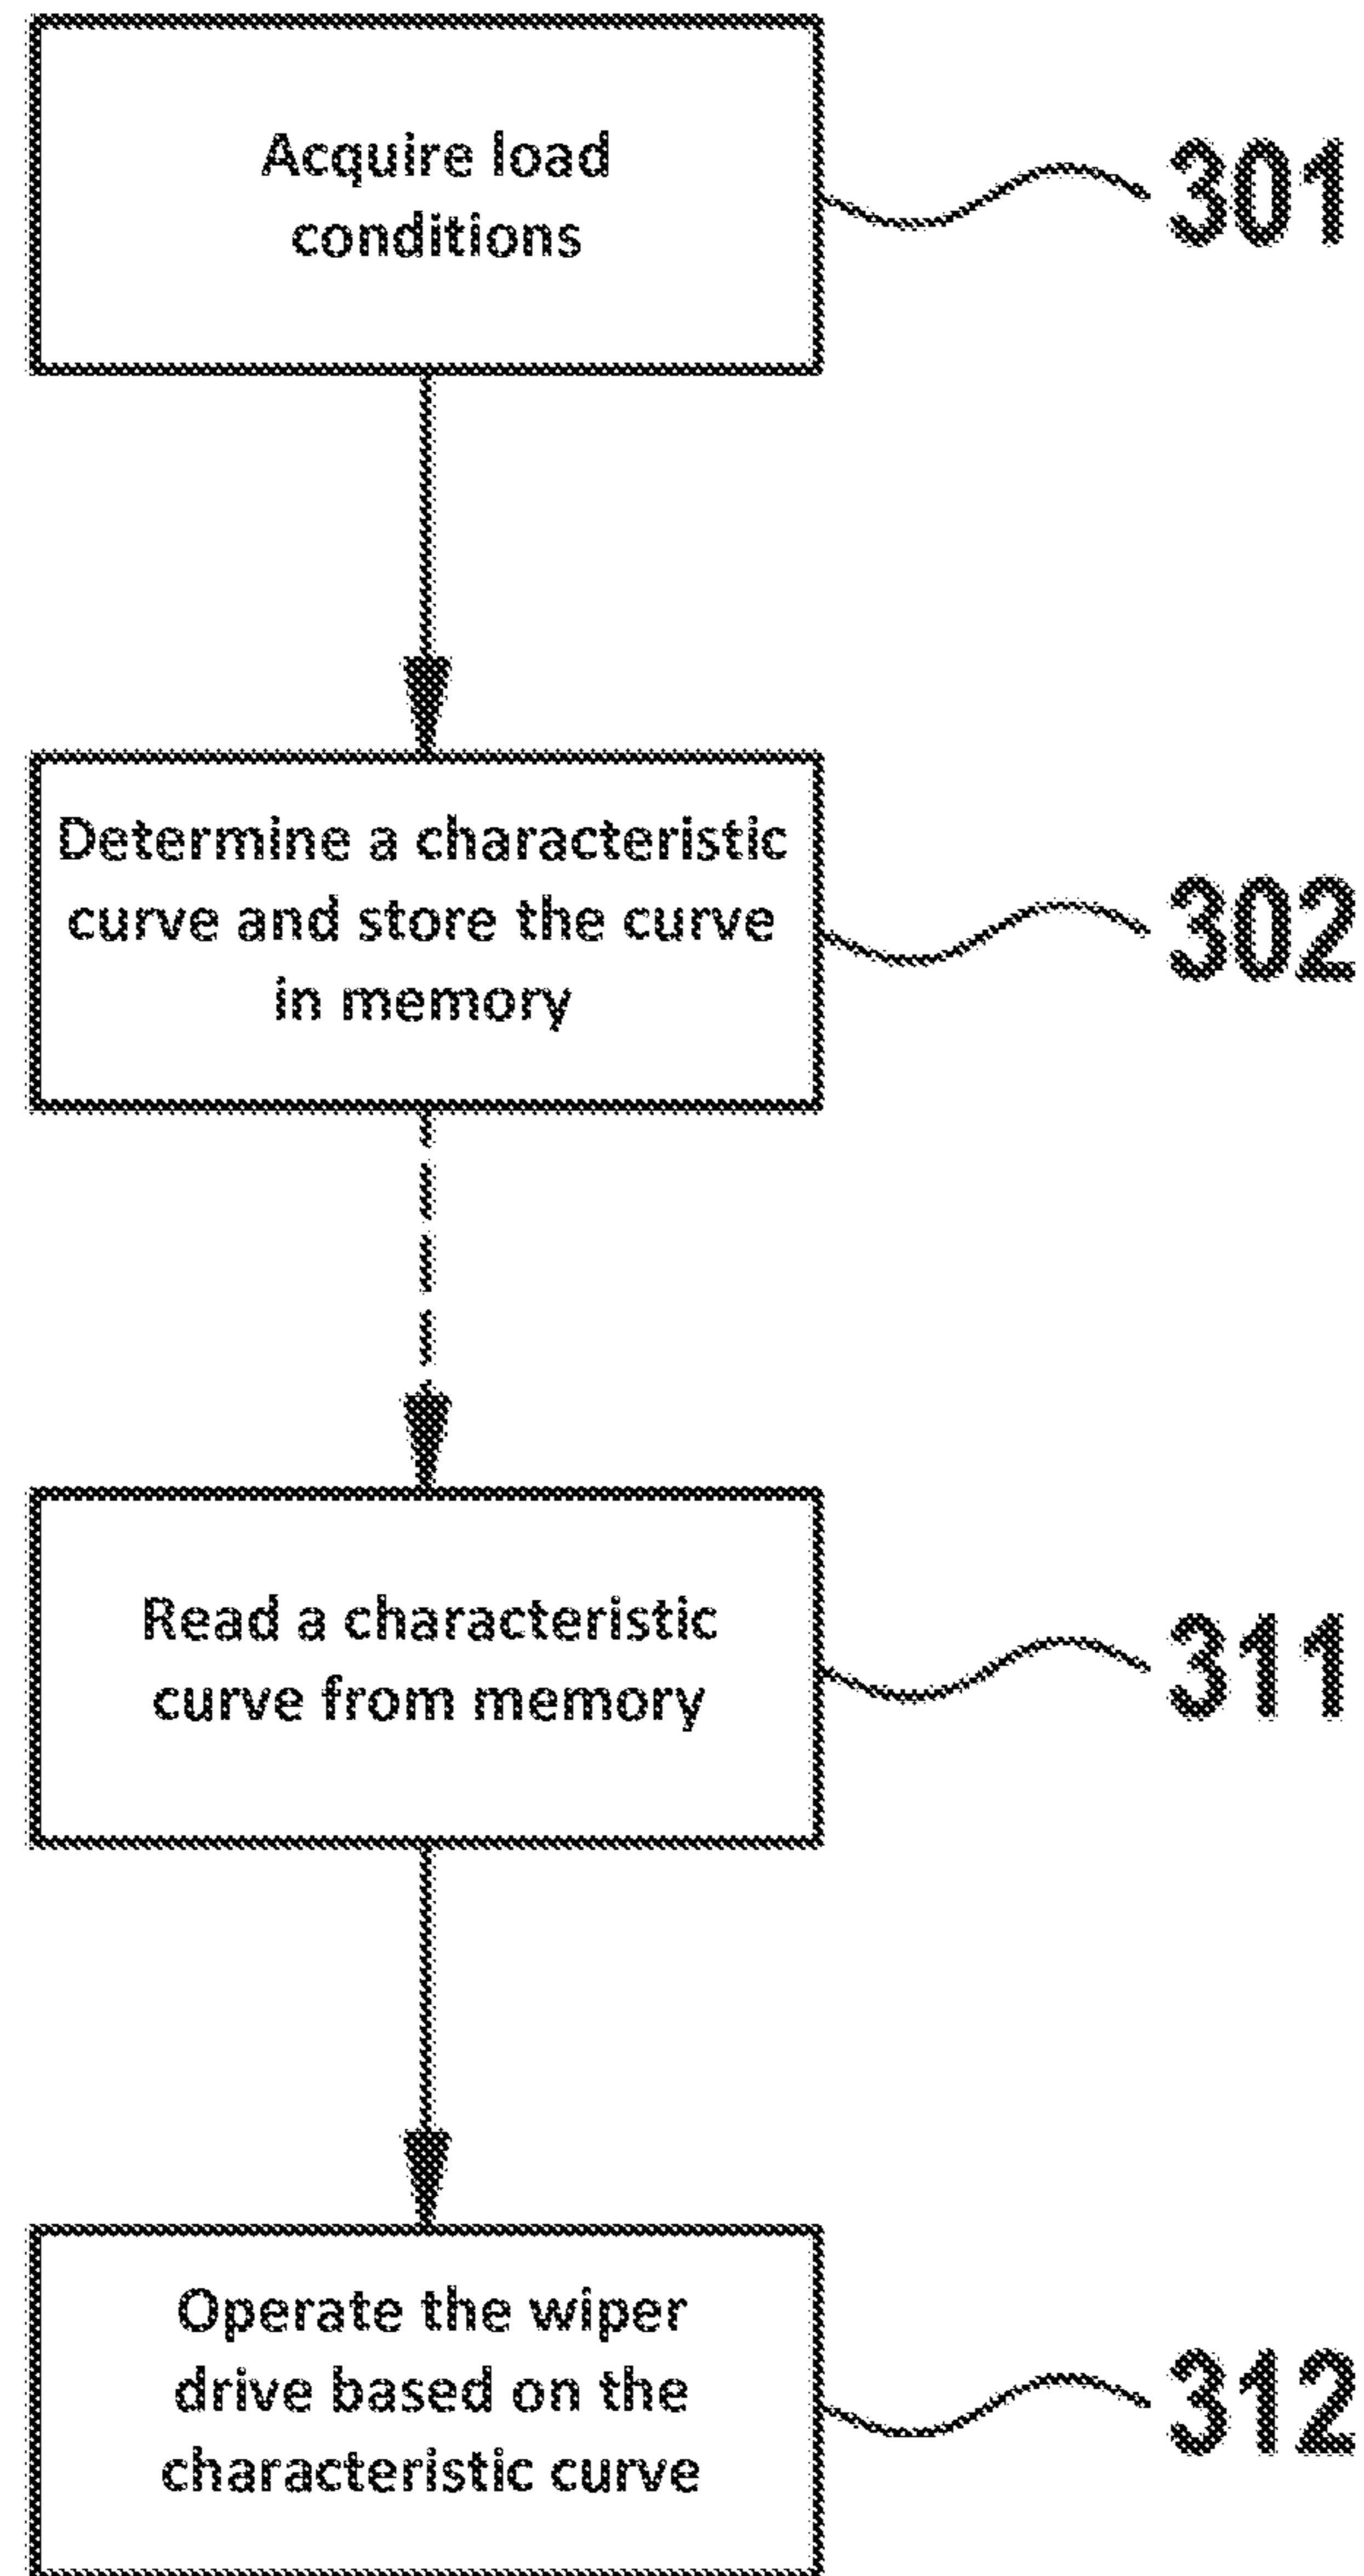 Acquire load
conditions
301
Determine a characteristic
curve and store the curve
in memory
302
Read a characteristic
curve from memory
311
Operate the wiper
drive based on the
characteristic curve
312